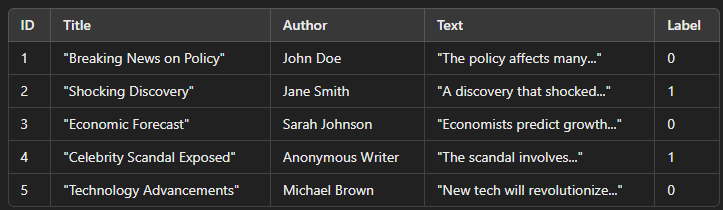 ID Title Author Text Label
1 "Breaking News on Policy" John Doe "The policy affects many..." 0
2 "Shocking Discovery" Jane Smith "A discovery that shocked..." 1
3 "Economic Forecast" Sarah Johnson "Economists predict growth..." 0
4 "Celebrity Scandal Exposed" Anonymous Writer "The scandal involves..." 1
5 "Technology Advancements" Michael Brown "New tech will revolutionize..." 0